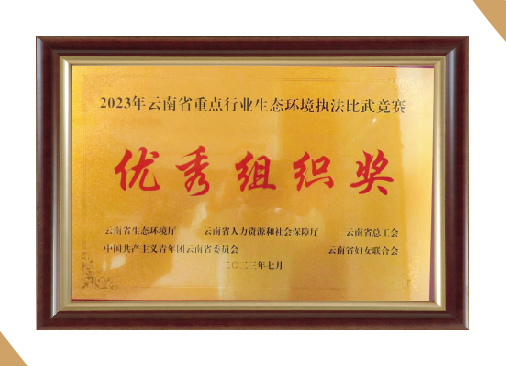 2023年云南省重点行业生态环境执法比武竞赛
优秀组织奖
云南省生态环境厅 云南省人力资源和社会保障厅 云南省总工会
中国共产主义青年团云南省委员会 云南省妇女联合会
二〇二三年七月